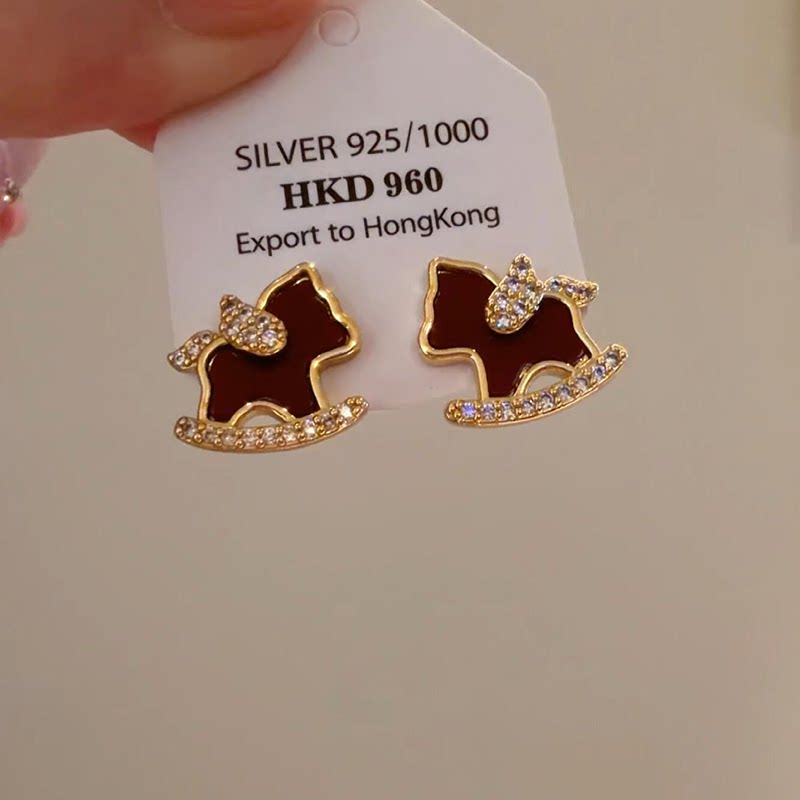 SILVER 925/1000
HKD 960
Export to HongKong